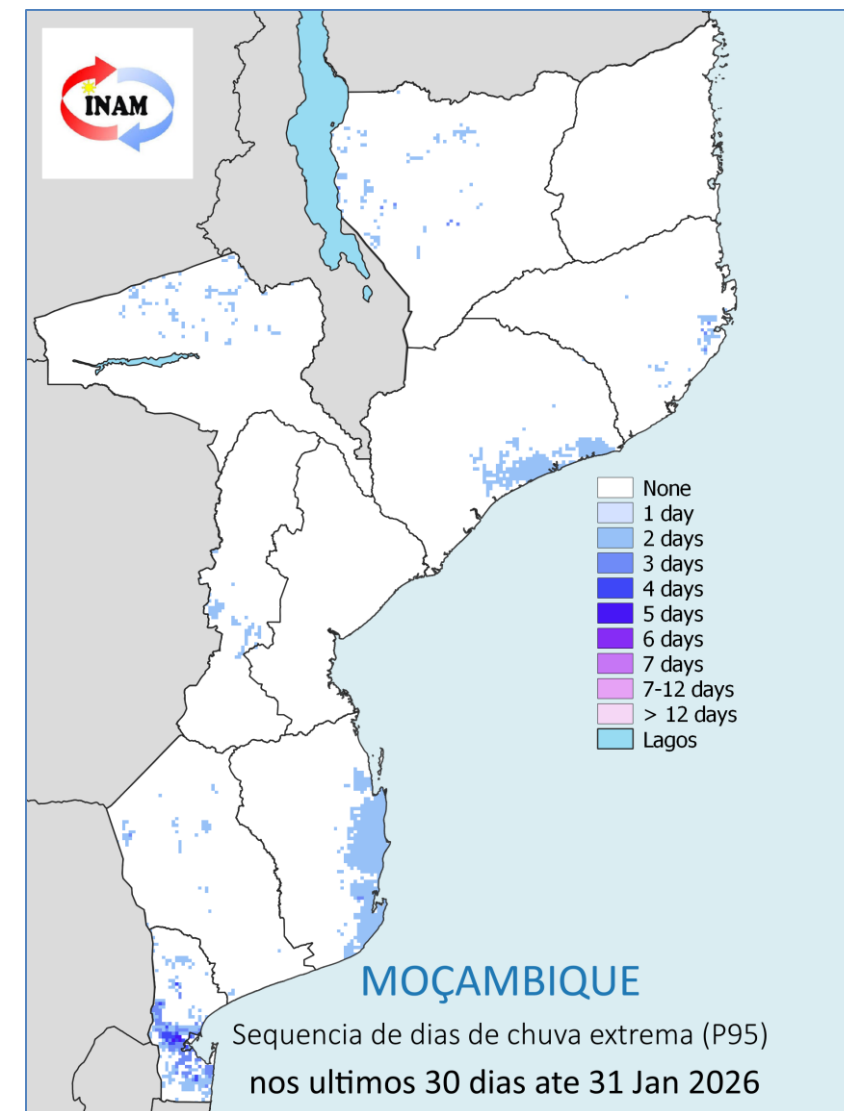 INAM
None
1 day
2 days
3 days
4 days
5 days
6 days
7 days
7-12 days
> 12 days
Lagos
MOÇAMBIQUE
Sequencia de dias de chuva extrema (P95)
nos ultimos 30 dias ate 31 Jan 2026